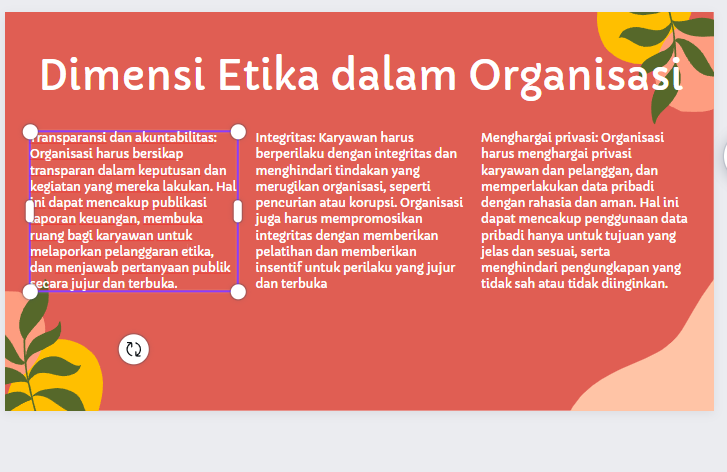 Dimensi Etika dalam Organisasi
Transparansi dan akuntabilitas:
Organisasi harus bersikap
transparan dalam keputusan dan
kegiatan yang mereka lakukan. Hal
ini dapat mencakup publikasi
laporan keuangan, membuka
ruang bagi karyawan untuk
melaporkan pelanggaran etika,
dan menjawab pertanyaan publik
secara jujur dan terbuka.
Integritas: Karyawan harus
berperilaku dengan integritas dan
menghindari tindakan yang
merugikan organisasi, seperti
pencurian atau korupsi. Organisasi
juga harus mempromosikan
integritas dengan memberikan
pelatihan dan memberikan
insentif untuk perilaku yang jujur
dan terbuka
Menghargai privasi: Organisasi
harus menghargai privasi
karyawan dan pelanggan, dan
memperlakukan data pribadi
dengan rahasia dan aman. Hal ini
dapat mencakup penggunaan data
pribadi hanya untuk tujuan yang
jelas dan sesuai, serta
menghindari pengungkapan yang
tidak sah atau tidak diinginkan.